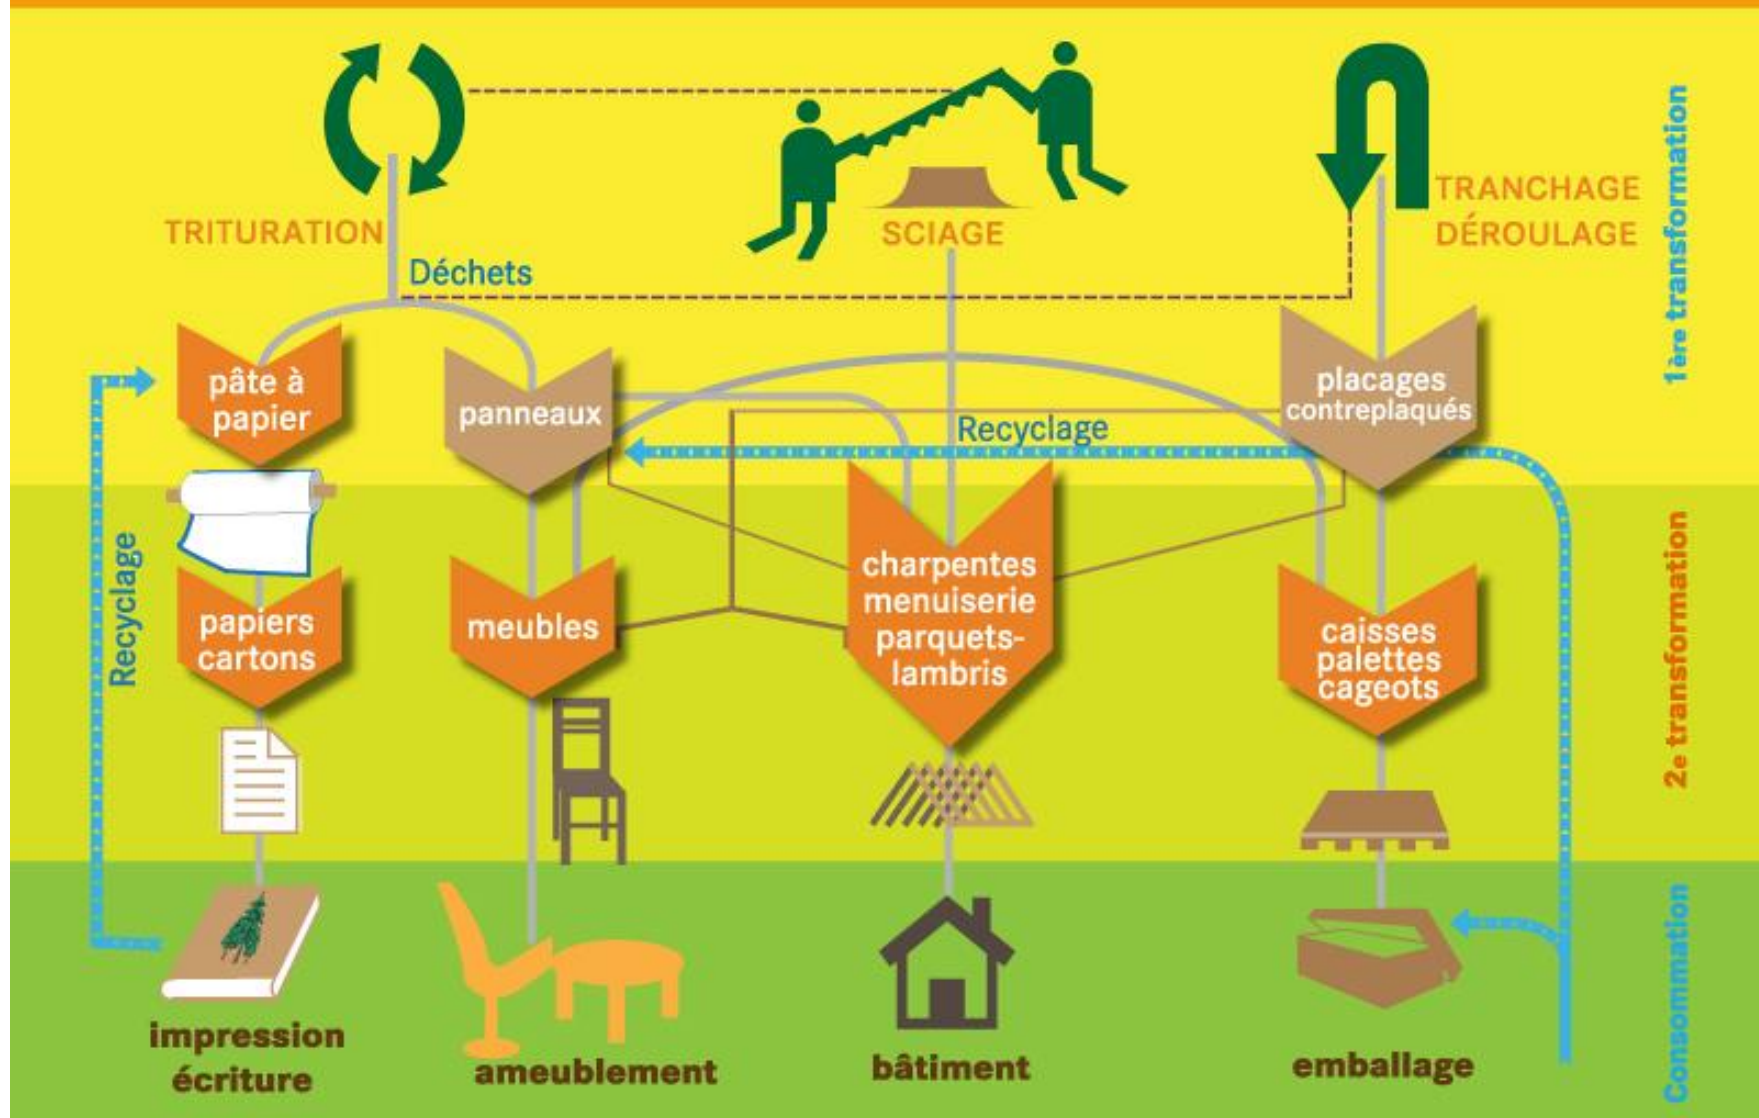 TRITURATION
SCIAGE
TRANCHAGE
DÉROULAGE
1ère transformation
Déchets
pâte à
papier
panneaux
placages
contreplaqués
Recyclage
Recyclage
papiers
cartons
meubles
charpentes
menuiserie
parquets-
lambris
caisses
palettes
cageots
2e transformation
impression
écriture
ameublement
bâtiment
emballage
Consommation